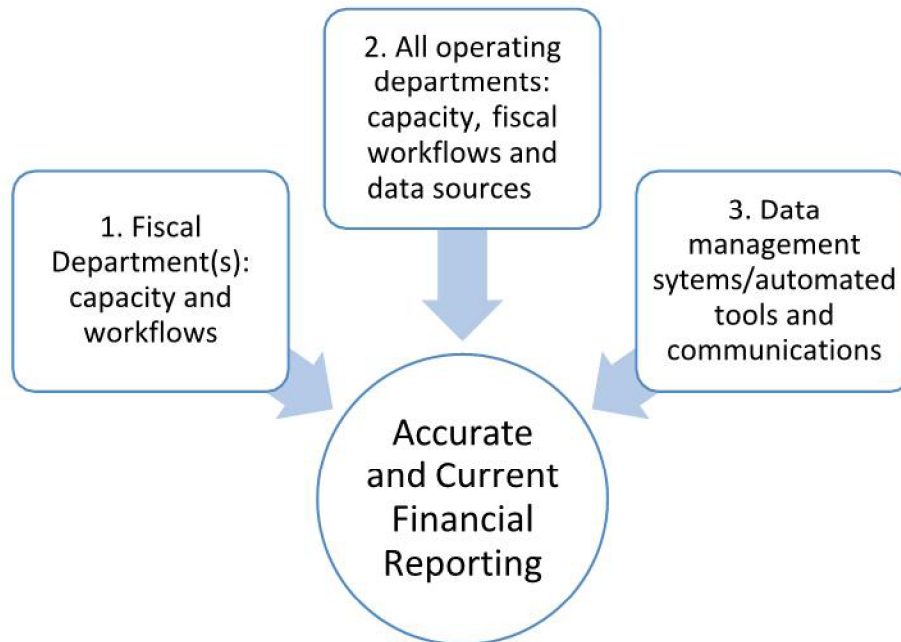 1. Fiscal
Department(s):
capacity and
workflows
2. All operating
departments:
capacity, fiscal
workflows and
data sources
3. Data
management
sytems/automated
tools and
communications
Accurate
and Current
Financial
Reporting